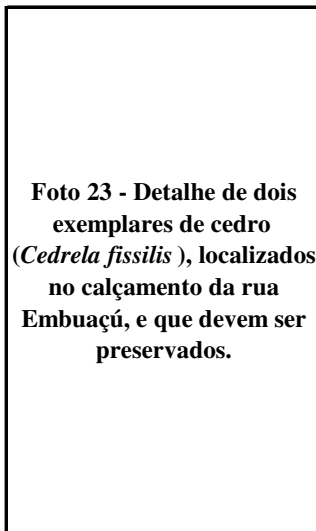 Foto 23 - Detalhe de dois
exemplares de cedro
(Cedrela fissilis ), localizados
no calçamento da rua
Embuaçú, e que devem ser
preservados.